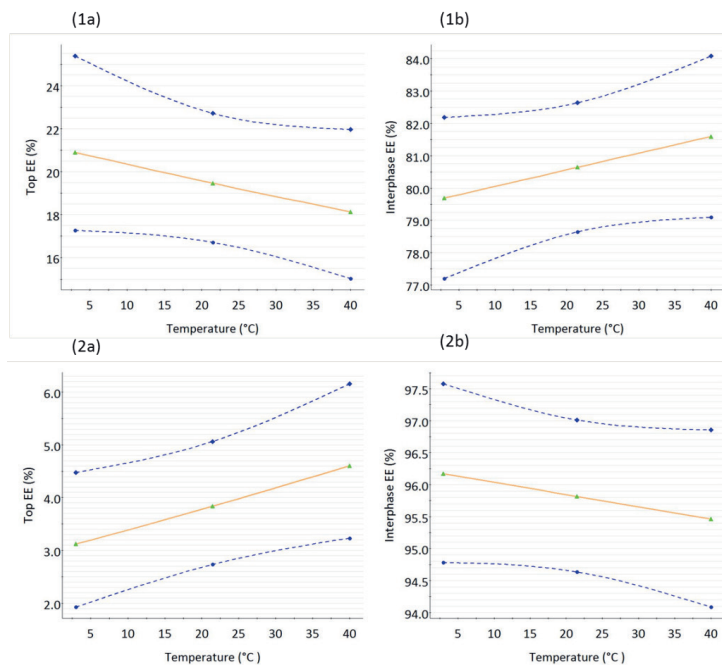 (1a)
(1b)
24
22
20
18
16
Top EE (%)
5 10 15 20 25 30 35 40
Temperature (°C)
84.0
83.0
82.0
81.0
80.0
79.0
78.0
77.0
Interphase EE (%)
5 10 15 20 25 30 35 40
Temperature (°C)
(2a)
(2b)
6.0
5.0
4.0
3.0
2.0
Top EE (%)
5 10 15 20 25 30 35 40
Temperature (°C )
97.5
97.0
96.5
96.0
95.5
95.0
94.5
94.0
Interphase EE (%)
5 10 15 20 25 30 35 40
Temperature (°C )